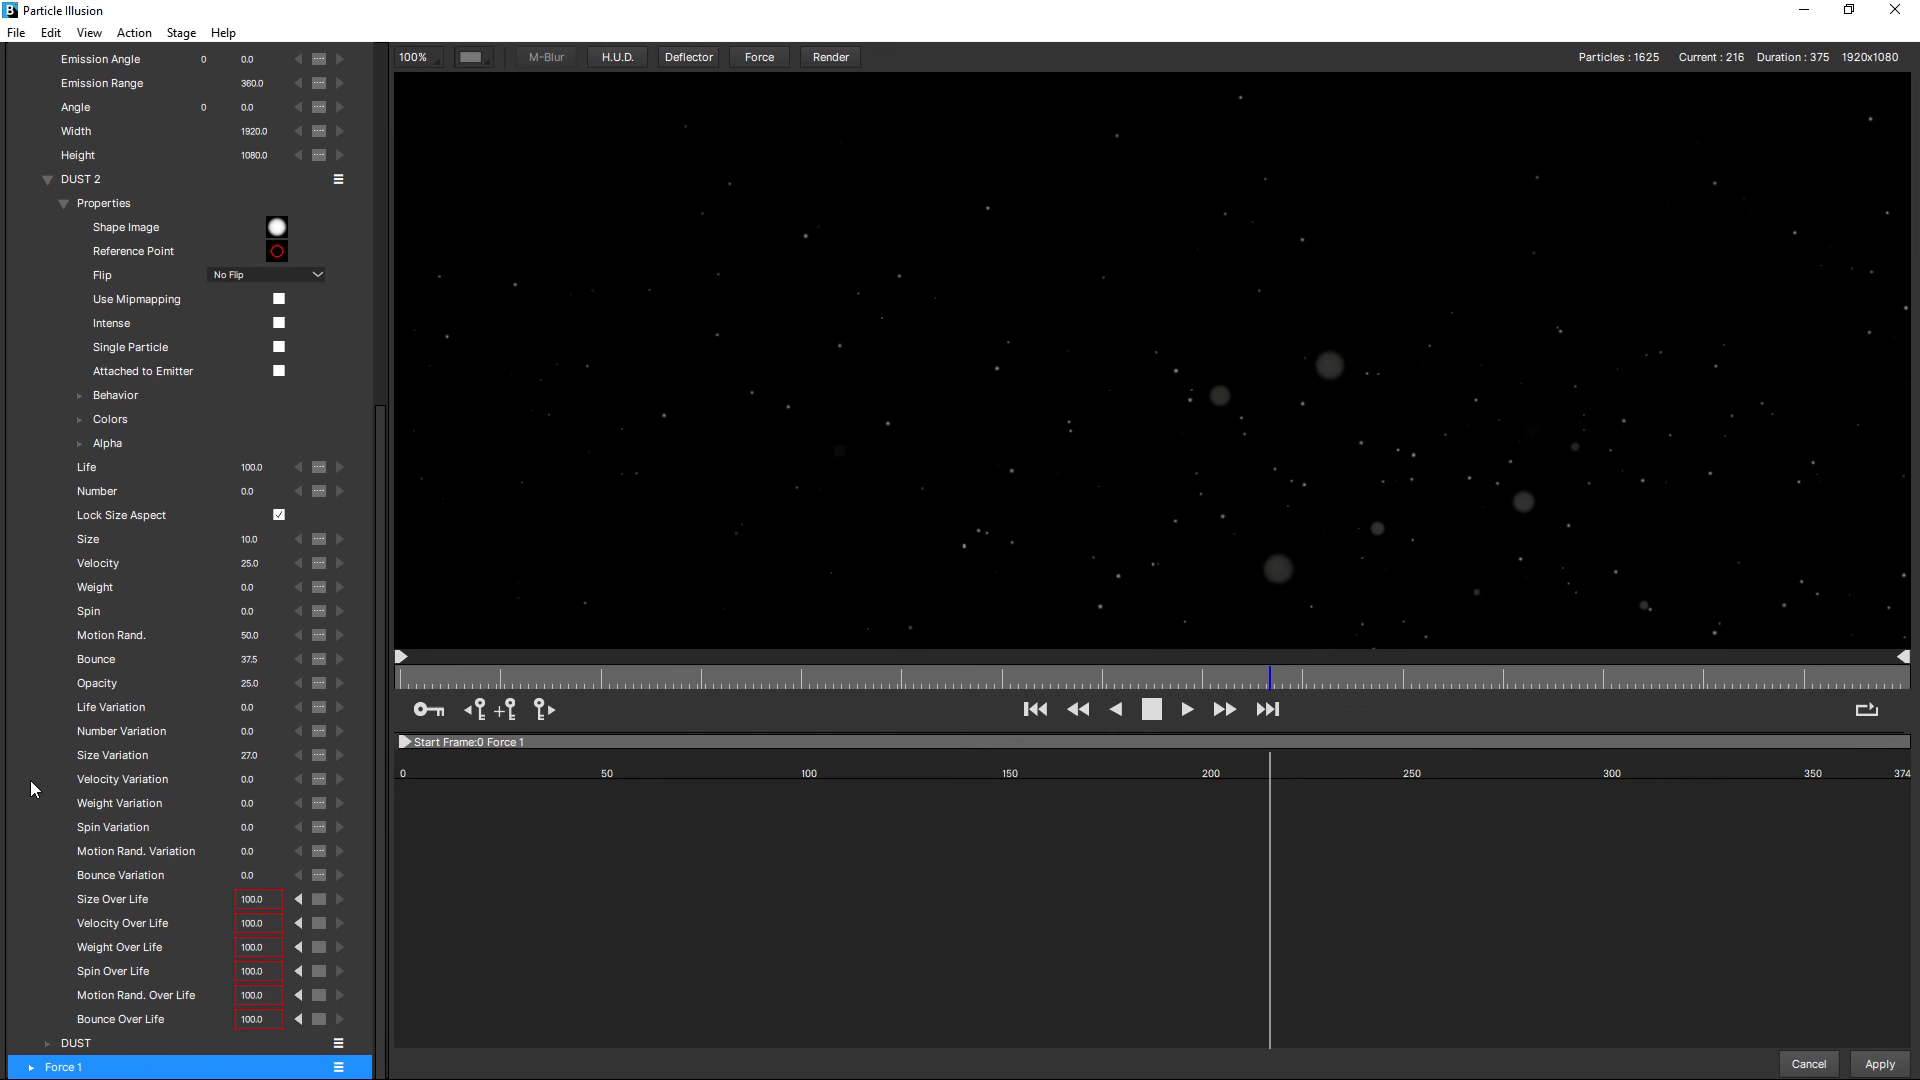 Particle Illusion
File Edit View Action Stage Help
Emission Angle 0 0.0
Emission Range 360.0
Angle 0 0.0
Width 1920.0
Height 1080.0
DUST 2
Properties
Shape Image
Reference Point
Flip No Flip
Use Mipmapping
Intense
Single Particle
Attached to Emitter
Behavior
Colors
Alpha
Life 100.0
Number 0.0
Lock Size Aspect
Size 10.0
Velocity 25.0
Weight 0.0
Spin 0.0
Motion Rand. 50.0
Bounce 37.5
Opacity 25.0
Life Variation 0.0
Number Variation 0.0
Size Variation 27.0
Velocity Variation 0.0
Weight Variation 0.0
Spin Variation 0.0
Motion Rand. Variation 0.0
Bounce Variation 0.0
Size Over Life 100.0
Velocity Over Life 100.0
Weight Over Life 100.0
Spin Over Life 100.0
Motion Rand. Over Life 100.0
Bounce Over Life 100.0
DUST
Force 1
100% M-Blur H.U.D. Deflector Force Render Particles : 1625 Current : 216 Duration : 375 1920x1080
Start Frame:0 Force 1
0 50 100 150 200 250 300 350 374
Cancel Apply